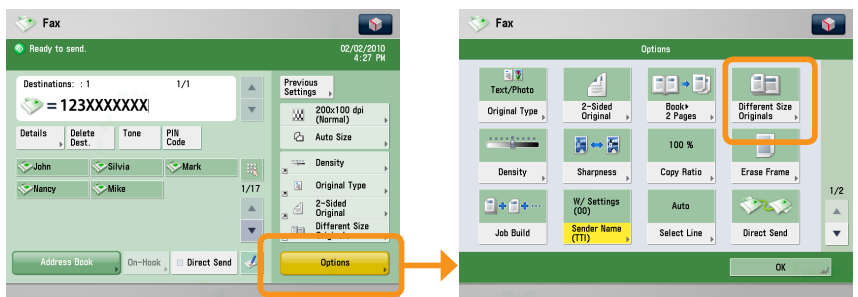 Fax
Ready to send.
02/02/2010
4:27 PM
Destinations: : 1
1/1
= 123XXXXXXX
Details
Delete
Dest.
Tone
PIN
Code
John
Silvia
Mark
Nancy
Mike
1/17
Address Book
On-Hook
Direct Send
Previous
Settings
200x100 dpi
(Normal)
Auto Size
Density
Original Type
2-Sided
Original
Different Size
Options
Fax
Options
Text/Photo
Original Type
2-Sided
Original
Book
2 Pages
Different Size
Originals
Density
Sharpness
100 %
Copy Ratio
Erase Frame
Job Build
W/ Settings
(00)
Sender Name
(TTI)
Auto
Select Line
Direct Send
1/2
OK